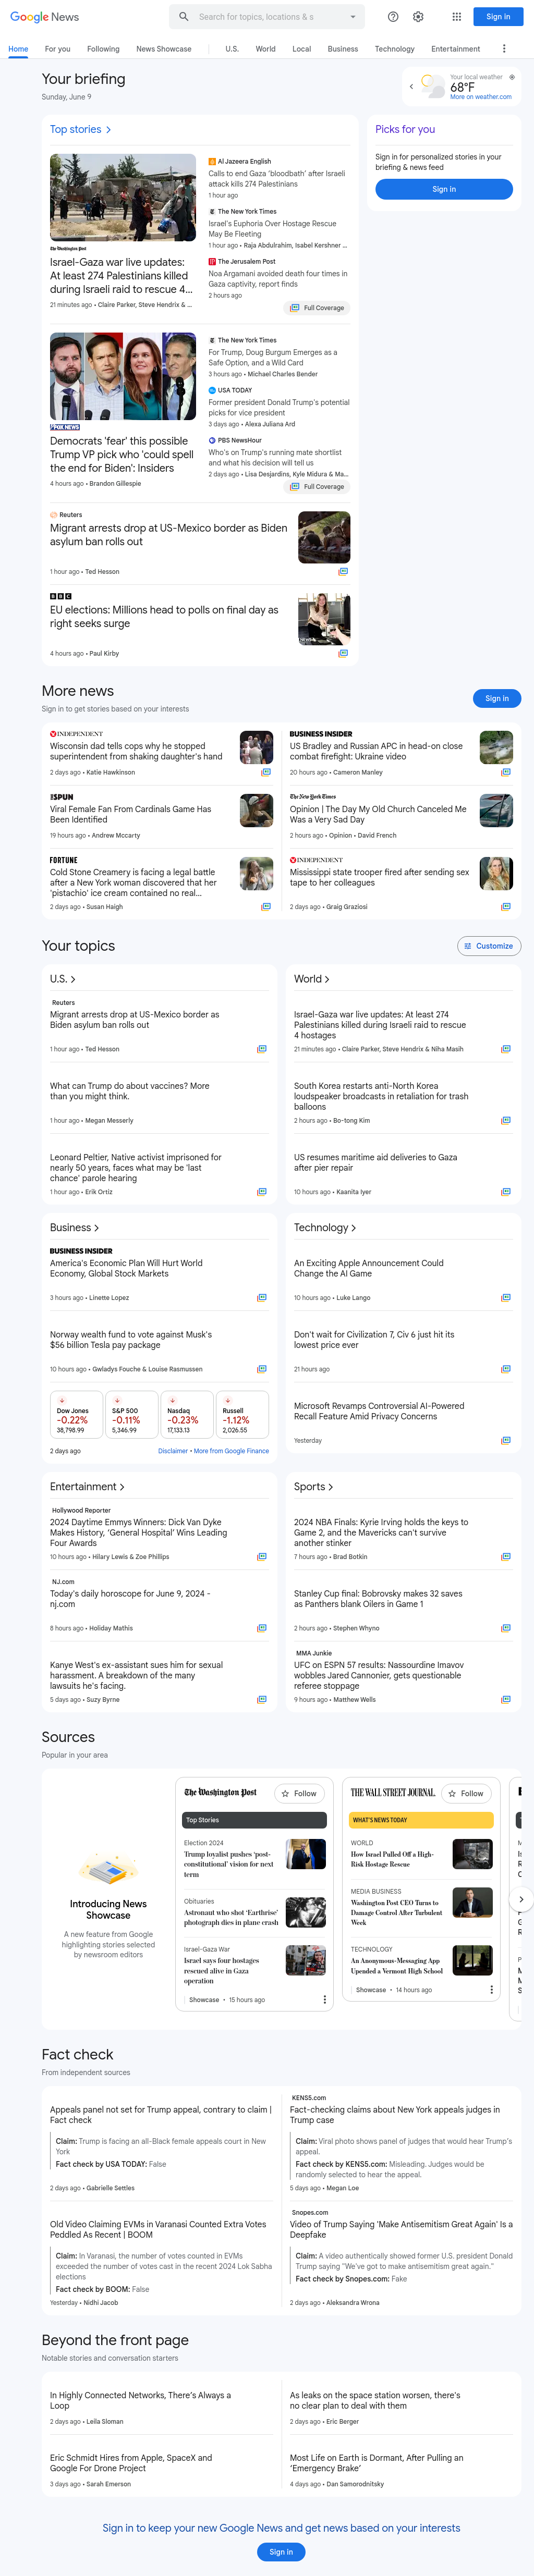 Google News
Search for topics, locations & s
Sign in
Home
For you
Following
News Showcase
U.S.
World
Local
Business
Technology
Entertainment
Your briefing
Sunday, June 9
Your local weather
68°F
More on weather.com
Top stories
The Washington Post
Israel-Gaza war live updates:
At least 274 Palestinians killed
during Israeli raid to rescue 4...
21 minutes ago • Claire Parker, Steve Hendrix & ...
Al Jazeera English
Calls to end Gaza 'bloodbath' after Israeli
attack kills 274 Palestinians
1 hour ago
The New York Times
Israel's Euphoria Over Hostage Rescue
May Be Fleeting
1 hour ago • Raja Abdulrahim, Isabel Kershner ...
The Jerusalem Post
Noa Argamani avoided death four times in
Gaza captivity, report finds
2 hours ago
Full Coverage
Picks for you
Sign in for personalized stories in your
briefing & news feed
Sign in
FOX NEWS
Democrats 'fear' this possible
Trump VP pick who 'could spell
the end for Biden': Insiders
4 hours ago • Brandon Gillespie
The New York Times
For Trump, Doug Burgum Emerges as a
Safe Option, and a Wild Card
3 hours ago • Michael Charles Bender
USA TODAY
Former president Donald Trump's potential
picks for vice president
3 days ago • Alexa Juliana Ard
PBS NewsHour
Who's on Trump's running mate shortlist
and what his decision will tell us
2 days ago • Lisa Desjardins, Kyle Midura & Ma...
Full Coverage
Reuters
Migrant arrests drop at US-Mexico border as Biden
asylum ban rolls out
1 hour ago • Ted Hesson
BBC
EU elections: Millions head to polls on final day as
right seeks surge
4 hours ago • Paul Kirby
More news
Sign in to get stories based on your interests
Sign in
INDEPENDENT
Wisconsin dad tells cops why he stopped
superintendent from shaking daughter's hand
2 days ago • Katie Hawkinson
BUSINESS INSIDER
US Bradley and Russian APC in head-on close
combat firefight: Ukraine video
20 hours ago • Cameron Manley
THE SPUN
Viral Female Fan From Cardinals Game Has
Been Identified
19 hours ago • Andrew Mccarty
The New York Times
Opinion | The Day My Old Church Canceled Me
Was a Very Sad Day
2 hours ago • Opinion • David French
FORTUNE
Cold Stone Creamery is facing a legal battle
after a New York woman discovered that her
'pistachio' ice cream contained no real...
2 days ago • Susan Haigh
INDEPENDENT
Mississippi state trooper fired after sending sex
tape to her colleagues
2 days ago • Graig Graziosi
Your topics
Customize
U.S.
Reuters
Migrant arrests drop at US-Mexico border as
Biden asylum ban rolls out
1 hour ago • Ted Hesson
What can Trump do about vaccines? More
than you might think.
1 hour ago • Megan Messerly
Leonard Peltier, Native activist imprisoned for
nearly 50 years, faces what may be 'last
chance' parole hearing
1 hour ago • Erik Ortiz
World
Israel-Gaza war live updates: At least 274
Palestinians killed during Israeli raid to rescue
4 hostages
21 minutes ago • Claire Parker, Steve Hendrix & Niha Masih
South Korea restarts anti-North Korea
loudspeaker broadcasts in retaliation for trash
balloons
2 hours ago • Bo-tong Kim
US resumes maritime aid deliveries to Gaza
after pier repair
10 hours ago • Kaanita Iyer
Business
BUSINESS INSIDER
America's Economic Plan Will Hurt World
Economy, Global Stock Markets
3 hours ago • Linette Lopez
Norway wealth fund to vote against Musk's
$56 billion Tesla pay package
10 hours ago • Gwladys Fouche & Louise Rasmussen
Dow Jones
-0.22%
38,798.99
S&P 500
-0.11%
5,346.99
Nasdaq
-0.23%
17,133.13
Russell
-1.12%
2,026.55
2 days ago
Disclaimer • More from Google Finance
Technology
An Exciting Apple Announcement Could
Change the AI Game
10 hours ago • Luke Lango
Don't wait for Civilization 7, Civ 6 just hit its
lowest price ever
21 hours ago
Microsoft Revamps Controversial AI-Powered
Recall Feature Amid Privacy Concerns
Yesterday
Entertainment
Hollywood Reporter
2024 Daytime Emmys Winners: Dick Van Dyke
Makes History, 'General Hospital' Wins Leading
Four Awards
10 hours ago • Hilary Lewis & Zoe Phillips
NJ.com
Today's daily horoscope for June 9, 2024 -
nj.com
8 hours ago • Holiday Mathis
Kanye West's ex-assistant sues him for sexual
harassment. A breakdown of the many
lawsuits he's facing.
5 days ago • Suzy Byrne
Sports
2024 NBA Finals: Kyrie Irving holds the keys to
Game 2, and the Mavericks can't survive
another stinker
7 hours ago • Brad Botkin
Stanley Cup final: Bobrovsky makes 32 saves
as Panthers blank Oilers in Game 1
2 hours ago • Stephen Whyno
MMA Junkie
UFC on ESPN 57 results: Nassourdine Imavov
wobbles Jared Cannonier, gets questionable
referee stoppage
9 hours ago • Matthew Wells
Sources
Popular in your area
Introducing News
Showcase
A new feature from Google
highlighting stories selected
by newsroom editors
The Washington Post
Follow
Top Stories
Election 2024
Trump loyalist pushes 'post-
constitutional' vision for next
term
Obituaries
Astronaut who shot 'Earthrise'
photograph dies in plane crash
Israel-Gaza War
Israel says four hostages
rescued alive in Gaza
operation
Showcase • 15 hours ago
THE WALL STREET JOURNAL.
Follow
WHAT'S NEWS TODAY
WORLD
How Israel Pulled Off a High-
Risk Hostage Rescue
MEDIA BUSINESS
Washington Post CEO Turns to
Damage Control After Turbulent
Week
TECHNOLOGY
An Anonymous-Messaging App
Upended a Vermont High School
Showcase • 14 hours ago
Fact check
From independent sources
Appeals panel not set for Trump appeal, contrary to claim |
Fact check
Claim: Trump is facing an all-Black female appeals court in New
York
Fact check by USA TODAY: False
2 days ago • Gabrielle Settles
KENS5.com
Fact-checking claims about New York appeals judges in
Trump case
Claim: Viral photo shows panel of judges that would hear Trump's
appeal.
Fact check by KENS5.com: Misleading. Judges would be
randomly selected to hear the appeal.
5 days ago • Megan Loe
Old Video Claiming EVMs in Varanasi Counted Extra Votes
Peddled As Recent | BOOM
Claim: In Varanasi, the number of votes counted in EVMs
exceeded the number of votes cast in the recent 2024 Lok Sabha
elections
Fact check by BOOM: False
Yesterday • Nidhi Jacob
Snopes.com
Video of Trump Saying 'Make Antisemitism Great Again' Is a
Deepfake
Claim: A video authentically showed former U.S. president Donald
Trump saying "We've got to make antisemitism great again."
Fact check by Snopes.com: Fake
2 days ago • Aleksandra Wrona
Beyond the front page
Notable stories and conversation starters
In Highly Connected Networks, There's Always a
Loop
2 days ago • Leila Sloman
As leaks on the space station worsen, there's
no clear plan to deal with them
2 days ago • Eric Berger
Eric Schmidt Hires from Apple, SpaceX and
Google For Drone Project
3 days ago • Sarah Emerson
Most Life on Earth is Dormant, After Pulling an
'Emergency Brake'
4 days ago • Dan Samorodnitsky
Sign in to keep your new Google News and get news based on your interests
Sign in